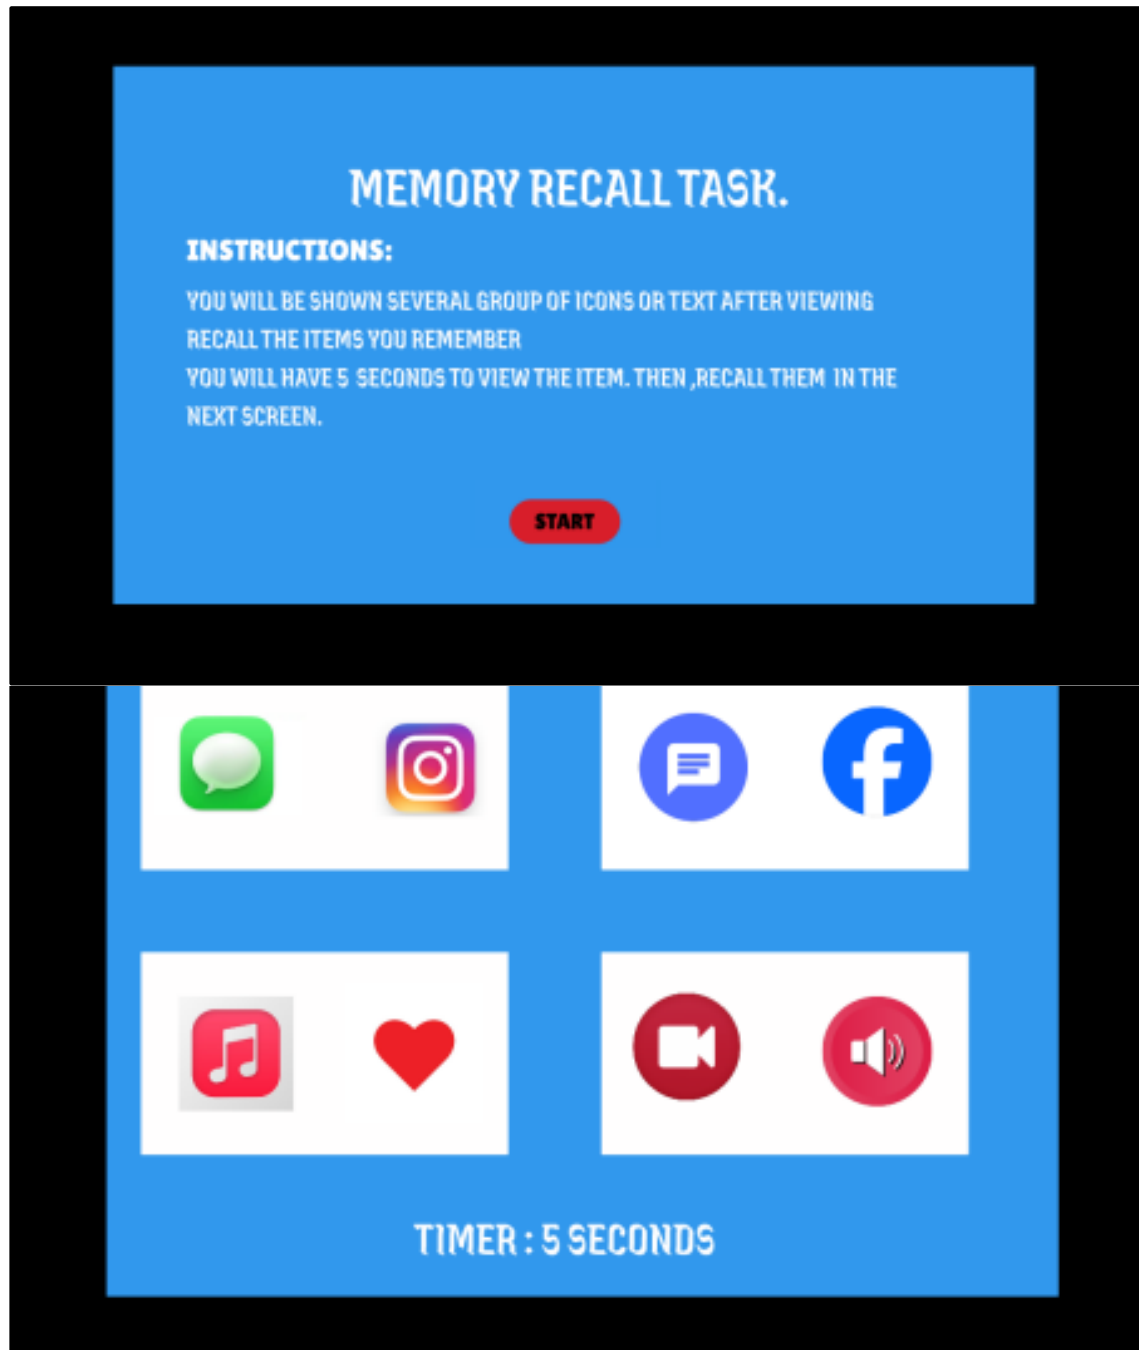 MEMORY RECALL TASK.
INSTRUCTIONS:
YOU WILL BE SHOWN SEVERAL GROUP OF ICONS OR TEXT AFTER VIEWING
RECALL THE ITEMS YOU REMEMBER
YOU WILL HAVE 5 SECONDS TO VIEW THE ITEM. THEN ,RECALL THEM IN THE
NEXT SCREEN.
START
TIMER : 5 SECONDS